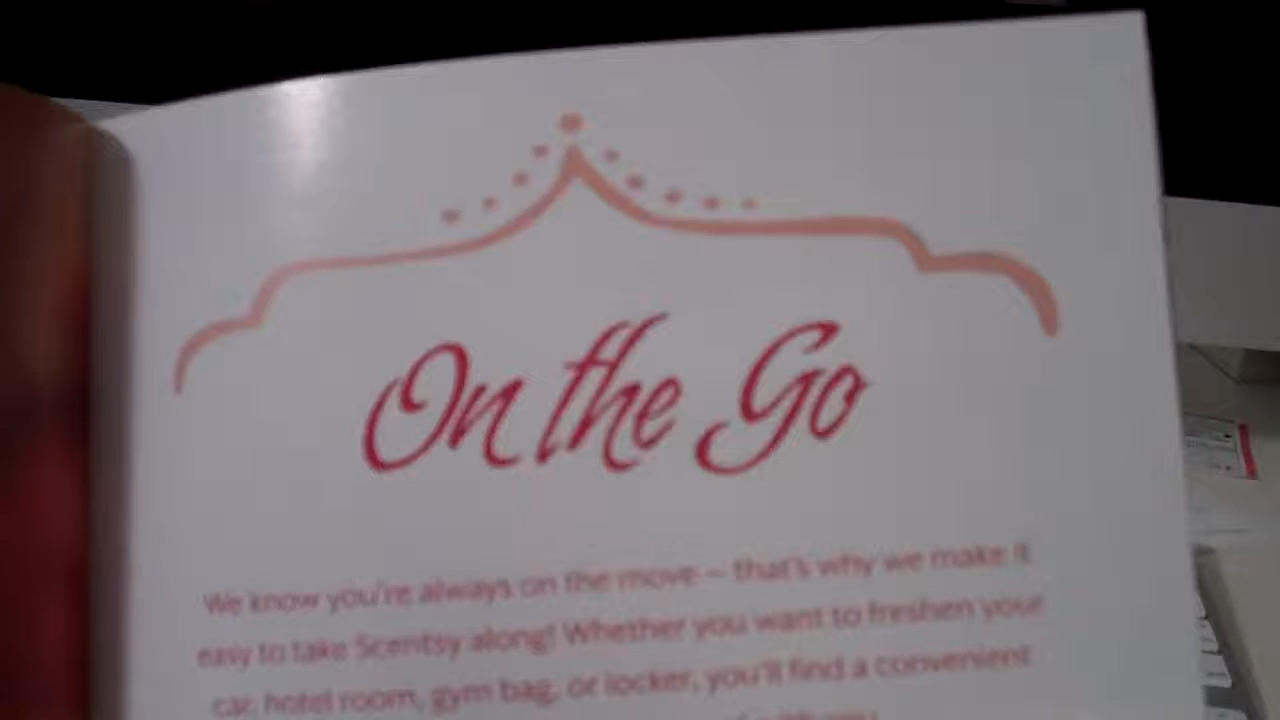 On the Go
We know you're always on the move – that's why we make it
easy to take Scentsy along! Whether you want to freshen your
car, hotel room, gym bag, or locker, you'll find a convenient